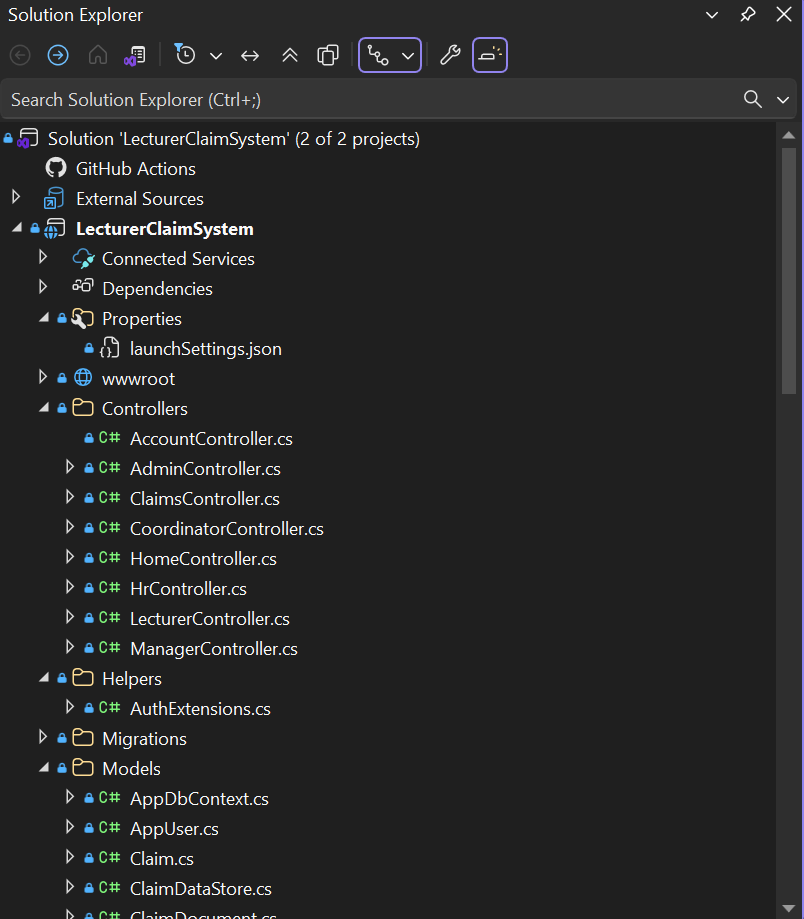 Solution Explorer
Search Solution Explorer (Ctrl+;)
Solution 'LecturerClaimSystem' (2 of 2 projects)
GitHub Actions
External Sources
LecturerClaimSystem
Connected Services
Dependencies
Properties
launchSettings.json
wwwroot
Controllers
C# AccountController.cs
C# AdminController.cs
C# ClaimsController.cs
C# CoordinatorController.cs
C# HomeController.cs
C# HrController.cs
C# LecturerController.cs
C# ManagerController.cs
Helpers
C# AuthExtensions.cs
Migrations
Models
C# AppDbContext.cs
C# AppUser.cs
C# Claim.cs
C# ClaimDataStore.cs
C# ClaimDocument.cs